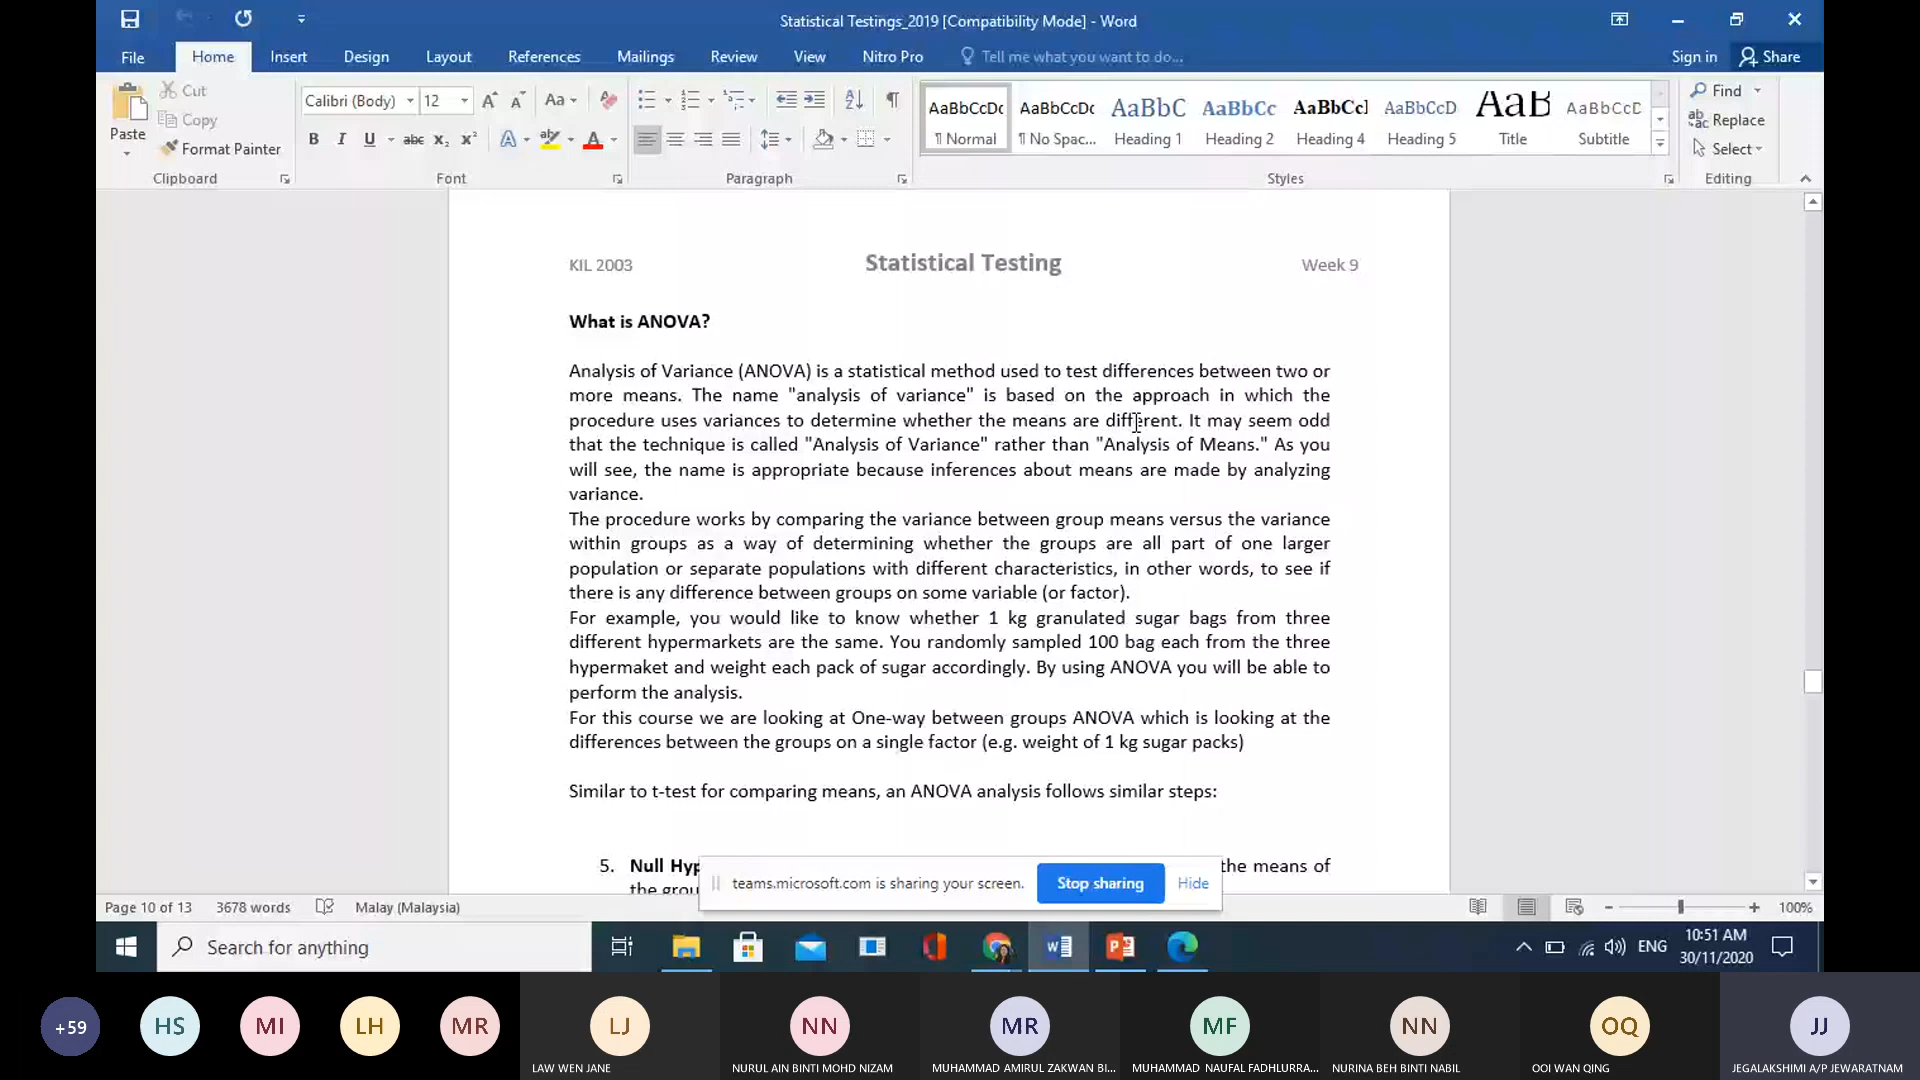 Statistical Testings_2019 [Compatibility Mode] - Word
File Home Insert Design Layout References Mailings Review View Nitro Pro Tell me what you want to do... Sign in Share
Paste
Cut
Copy
Format Painter
Clipboard
Calibri (Body) 12
Font
Paragraph
AaBbCcDc AaBbCcDc AaBbC AaBbCc AaBbCcI AaBbCcD AaB AaBbCcD
¶ Normal ¶ No Spac... Heading 1 Heading 2 Heading 4 Heading 5 Title Subtitle
Styles
Find
Replace
Select
Editing
KIL 2003 Statistical Testing Week 9
What is ANOVA?
Analysis of Variance (ANOVA) is a statistical method used to test differences between two or
more means. The name "analysis of variance" is based on the approach in which the
procedure uses variances to determine whether the means are different. It may seem odd
that the technique is called "Analysis of Variance" rather than "Analysis of Means." As you
will see, the name is appropriate because inferences about means are made by analyzing
variance.
The procedure works by comparing the variance between group means versus the variance
within groups as a way of determining whether the groups are all part of one larger
population or separate populations with different characteristics, in other words, to see if
there is any difference between groups on some variable (or factor).
For example, you would like to know whether 1 kg granulated sugar bags from three
different hypermarkets are the same. You randomly sampled 100 bag each from the three
hypermaket and weight each pack of sugar accordingly. By using ANOVA you will be able to
perform the analysis.
For this course we are looking at One-way between groups ANOVA which is looking at the
differences between the groups on a single factor (e.g. weight of 1 kg sugar packs)
Similar to t-test for comparing means, an ANOVA analysis follows similar steps:
5. Null Hyp the means of
the grou
teams.microsoft.com is sharing your screen. Stop sharing Hide
Page 10 of 13 3678 words Malay (Malaysia) 100%
Search for anything
ENG
10:51 AM
30/11/2020
+59 HS MI LH MR LJ NN MR MF NN OQ JJ
LAW WEN JANE NURUL AIN BINTI MOHD NIZAM MUHAMMAD AMIRUL ZAKWAN BI... MUHAMMAD NAUFAL FADHLURRA... NURINA BEH BINTI NABIL OOI WAN QING JEGALAKSHIMI A/P JEWARATNAM